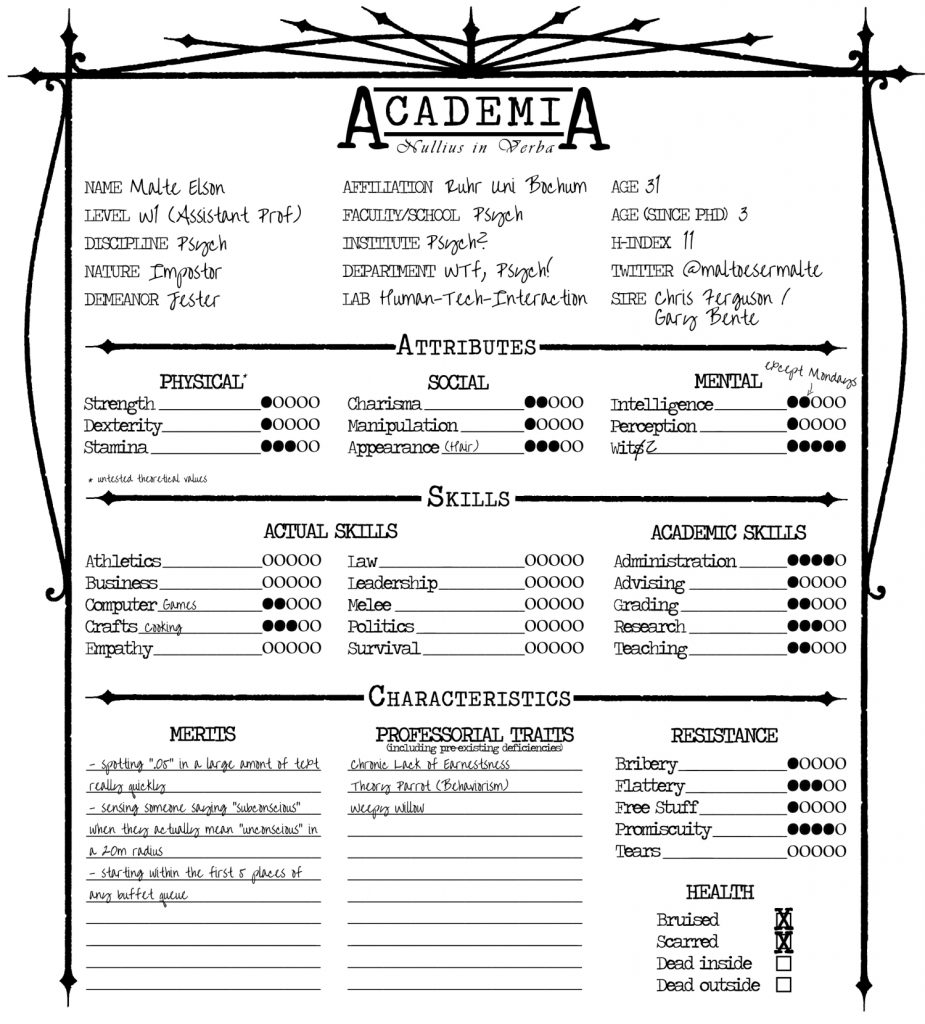 ACADEMIA
Nullius in Verba
NAME Malte Elson
AFFILIATION Ruhr Uni Bochum
AGE 31
LEVEL W1 (Assistant Prof)
FACULTY/SCHOOL Psych
AGE (SINCE PHD) 3
DISCIPLINE Psych
INSTITUTE Psych?
H-INDEX 11
NATURE Impostor
DEPARTMENT WTF, Psych!
TWITTER @maltoesermalte
DEMEANOR Jester
LAB Human-Tech-Interaction
SIRE Chris Ferguson /
Gary Bente
ATTRIBUTES
PHYSICAL*
SOCIAL
MENTAL
except Mondays
Strength
Charisma
Intelligence
Dexterity
Manipulation
Perception
Stamina
Appearance (Hair)
Wit$Z
* untested theoretical values
SKILLS
ACTUAL SKILLS
ACADEMIC SKILLS
Athletics
Law
Administration
Business
Leadership
Advising
Computer Games
Melee
Grading
Crafts Cooking
Politics
Research
Empathy
Survival
Teaching
CHARACTERISTICS
MERITS
- spotting ".05" in a large amont of text
really quickly
- sensing someone saying "subconscious"
when they actually mean "unconscious" in
a 20m radius
- starting within the first 5 places of
any buffet queue
PROFESSORIAL TRAITS
(including pre-existing deficiencies)
Chronic Lack of Earnestsness
Theory Parrot (Behaviorism)
Weepy Willow
RESISTANCE
Bribery
Flattery
Free Stuff
Promiscuity
Tears
HEALTH
Bruised X
Scarred X
Dead inside
Dead outside